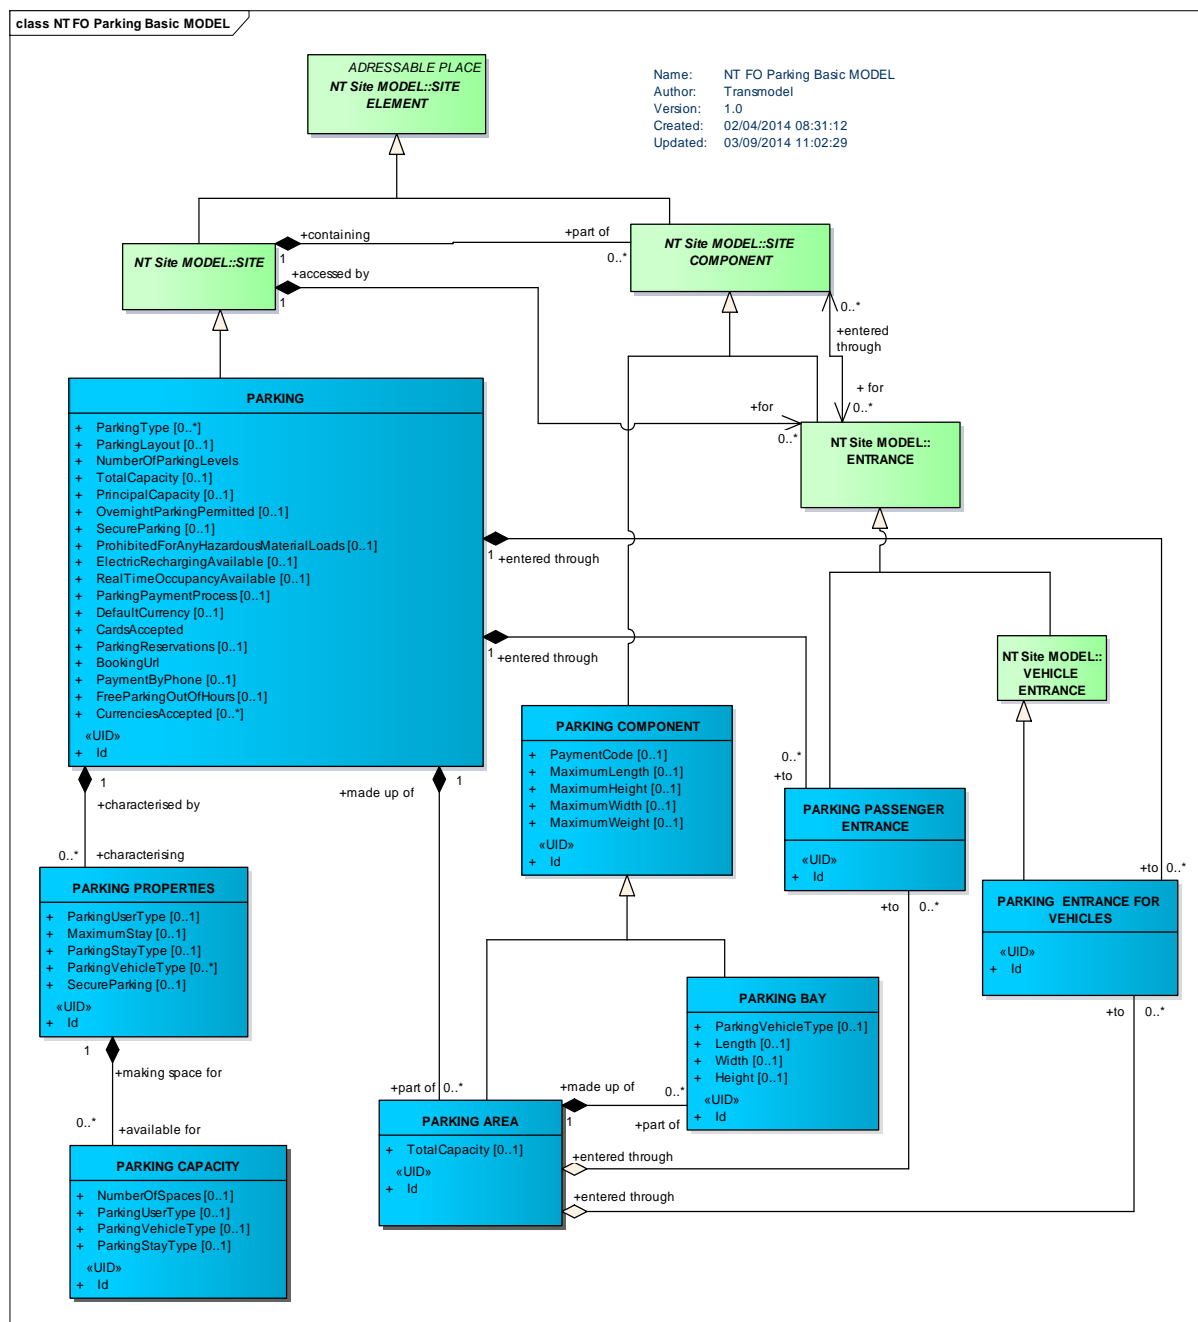 class NT FO Parking Basic MODEL
ADRESSABLE PLACE
NT Site MODEL::SITE
ELEMENT
Name: NT FO Parking Basic MODEL
Author: Transmodel
Version: 1.0
Created: 02/04/2014 08:31:12
Updated: 03/09/2014 11:02:29
NT Site MODEL::SITE
+containing
1
+part of
0..*
NT Site MODEL::SITE
COMPONENT
+accessed by
1
0..*
+entered
through
+ for
0..*
+for
0..*
NT Site MODEL::
ENTRANCE
PARKING
+ ParkingType [0..*]
+ ParkingLayout [0..1]
+ NumberOfParkingLevels
+ TotalCapacity [0..1]
+ PrincipalCapacity [0..1]
+ OvernightParkingPermitted [0..1]
+ SecureParking [0..1]
+ ProhibitedForAnyHazardousMaterialLoads [0..1]
+ ElectricRechargingAvailable [0..1]
+ RealTimeOccupancyAvailable [0..1]
+ ParkingPaymentProcess [0..1]
+ DefaultCurrency [0..1]
+ CardsAccepted
+ ParkingReservations [0..1]
+ BookingUrl
+ PaymentByPhone [0..1]
+ FreeParkingOutOfHours [0..1]
+ CurrenciesAccepted [0..*]
«UID»
+ Id
1
+entered through
1
+entered through
NT Site MODEL::
VEHICLE
ENTRANCE
PARKING COMPONENT
+ PaymentCode [0..1]
+ MaximumLength [0..1]
+ MaximumHeight [0..1]
+ MaximumWidth [0..1]
+ MaximumWeight [0..1]
«UID»
+ Id
0..*
+to
PARKING PASSENGER
ENTRANCE
«UID»
+ Id
+to
0..*
+to
0..*
PARKING  ENTRANCE FOR
VEHICLES
«UID»
+ Id
+to
0..*
1
+characterised by
0..*
+characterising
+made up of
1
PARKING PROPERTIES
+ ParkingUserType [0..1]
+ MaximumStay [0..1]
+ ParkingStayType [0..1]
+ ParkingVehicleType [0..*]
+ SecureParking [0..1]
«UID»
+ Id
1
+making space for
0..*
+available for
PARKING BAY
+ ParkingVehicleType [0..1]
+ Length [0..1]
+ Width [0..1]
+ Height [0..1]
«UID»
+ Id
+part of
0..*
PARKING AREA
+ TotalCapacity [0..1]
«UID»
+ Id
+made up of
1
0..*
+part of
+entered through
+entered through
PARKING CAPACITY
+ NumberOfSpaces [0..1]
+ ParkingUserType [0..1]
+ ParkingVehicleType [0..1]
+ ParkingStayType [0..1]
«UID»
+ Id